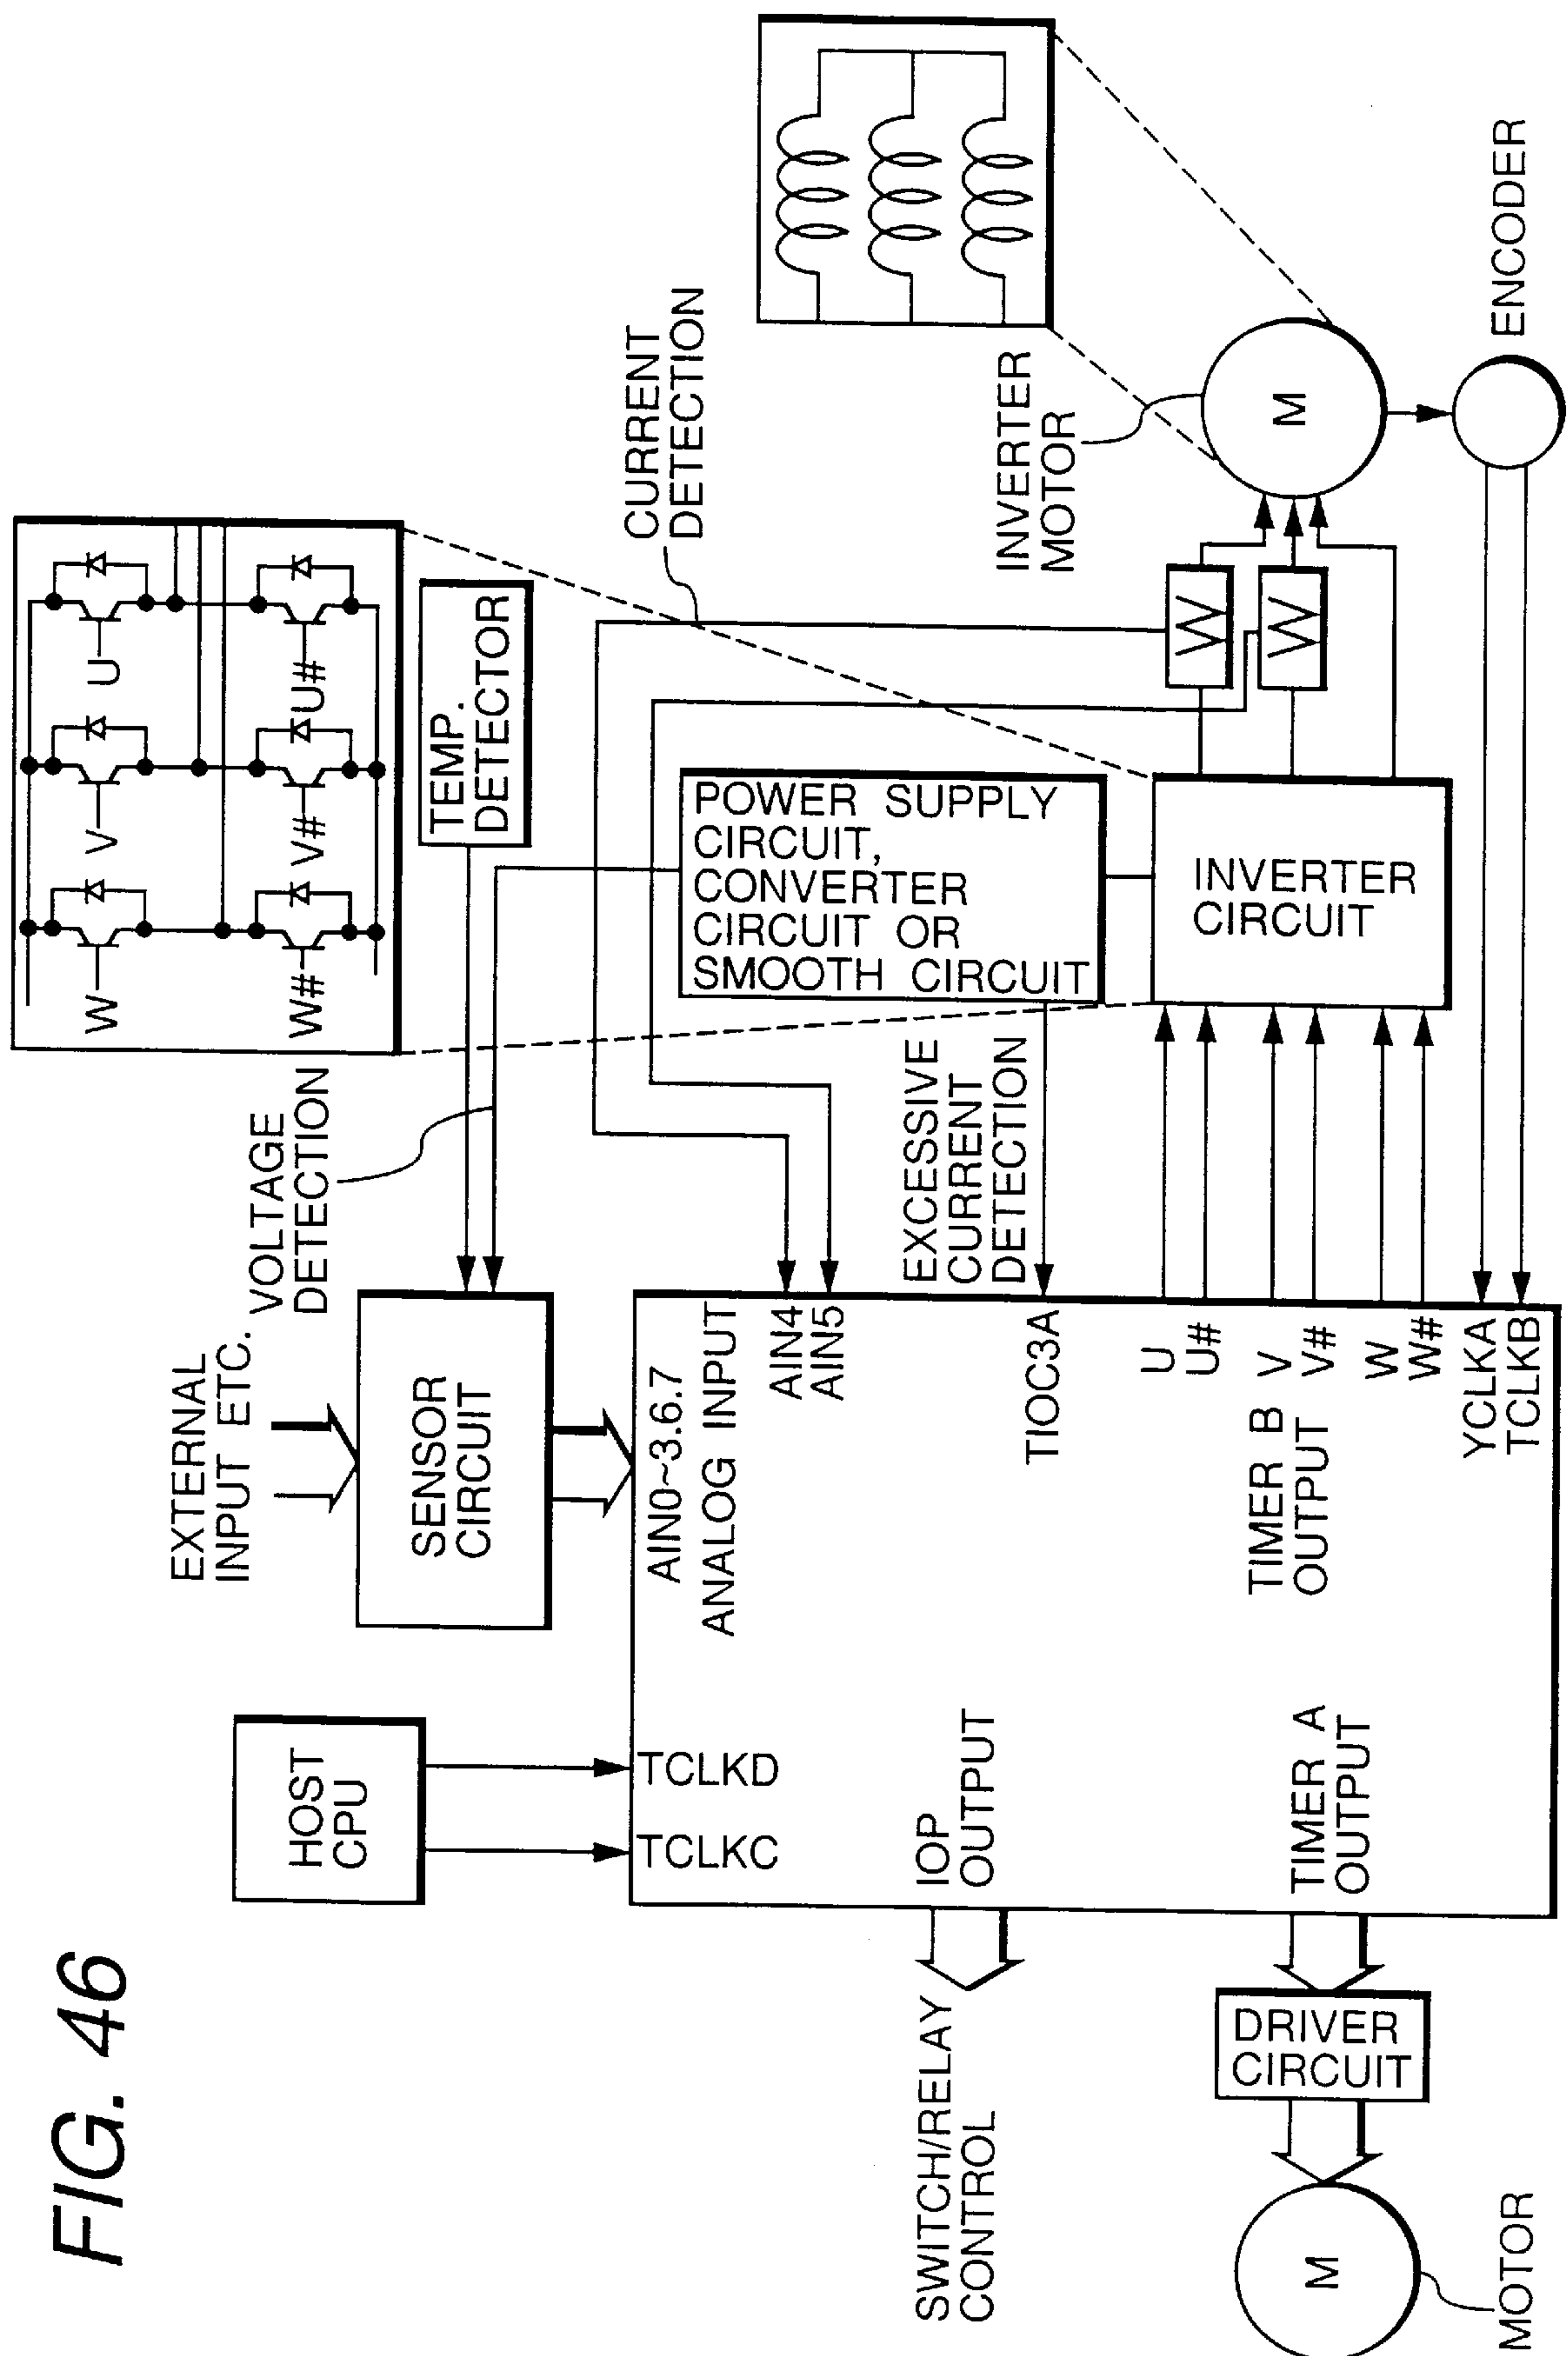 FIG. 46
HOST
CPU
EXTERNAL
INPUT ETC.
VOLTAGE
DETECTION
SENSOR
CIRCUIT
W
V
U
W#
V#
U#
TEMP.
DETECTOR
CURRENT
DETECTION
TCLKC
TCLKD
AIN0~3.6.7
ANALOG INPUT
AIN4
AIN5
POWER SUPPLY
CIRCUIT,
CONVERTER
CIRCUIT OR
SMOOTH CIRCUIT
SWITCH/RELAY
CONTROL
IOP
OUTPUT
TIOC3A
EXCESSIVE
CURRENT
DETECTION
INVERTER
MOTOR
M
U
U#
V
V#
W
W#
TIMER B
OUTPUT
INVERTER
CIRCUIT
TIMER A
OUTPUT
DRIVER
CIRCUIT
M
MOTOR
YCLKA
TCLKB
ENCODER